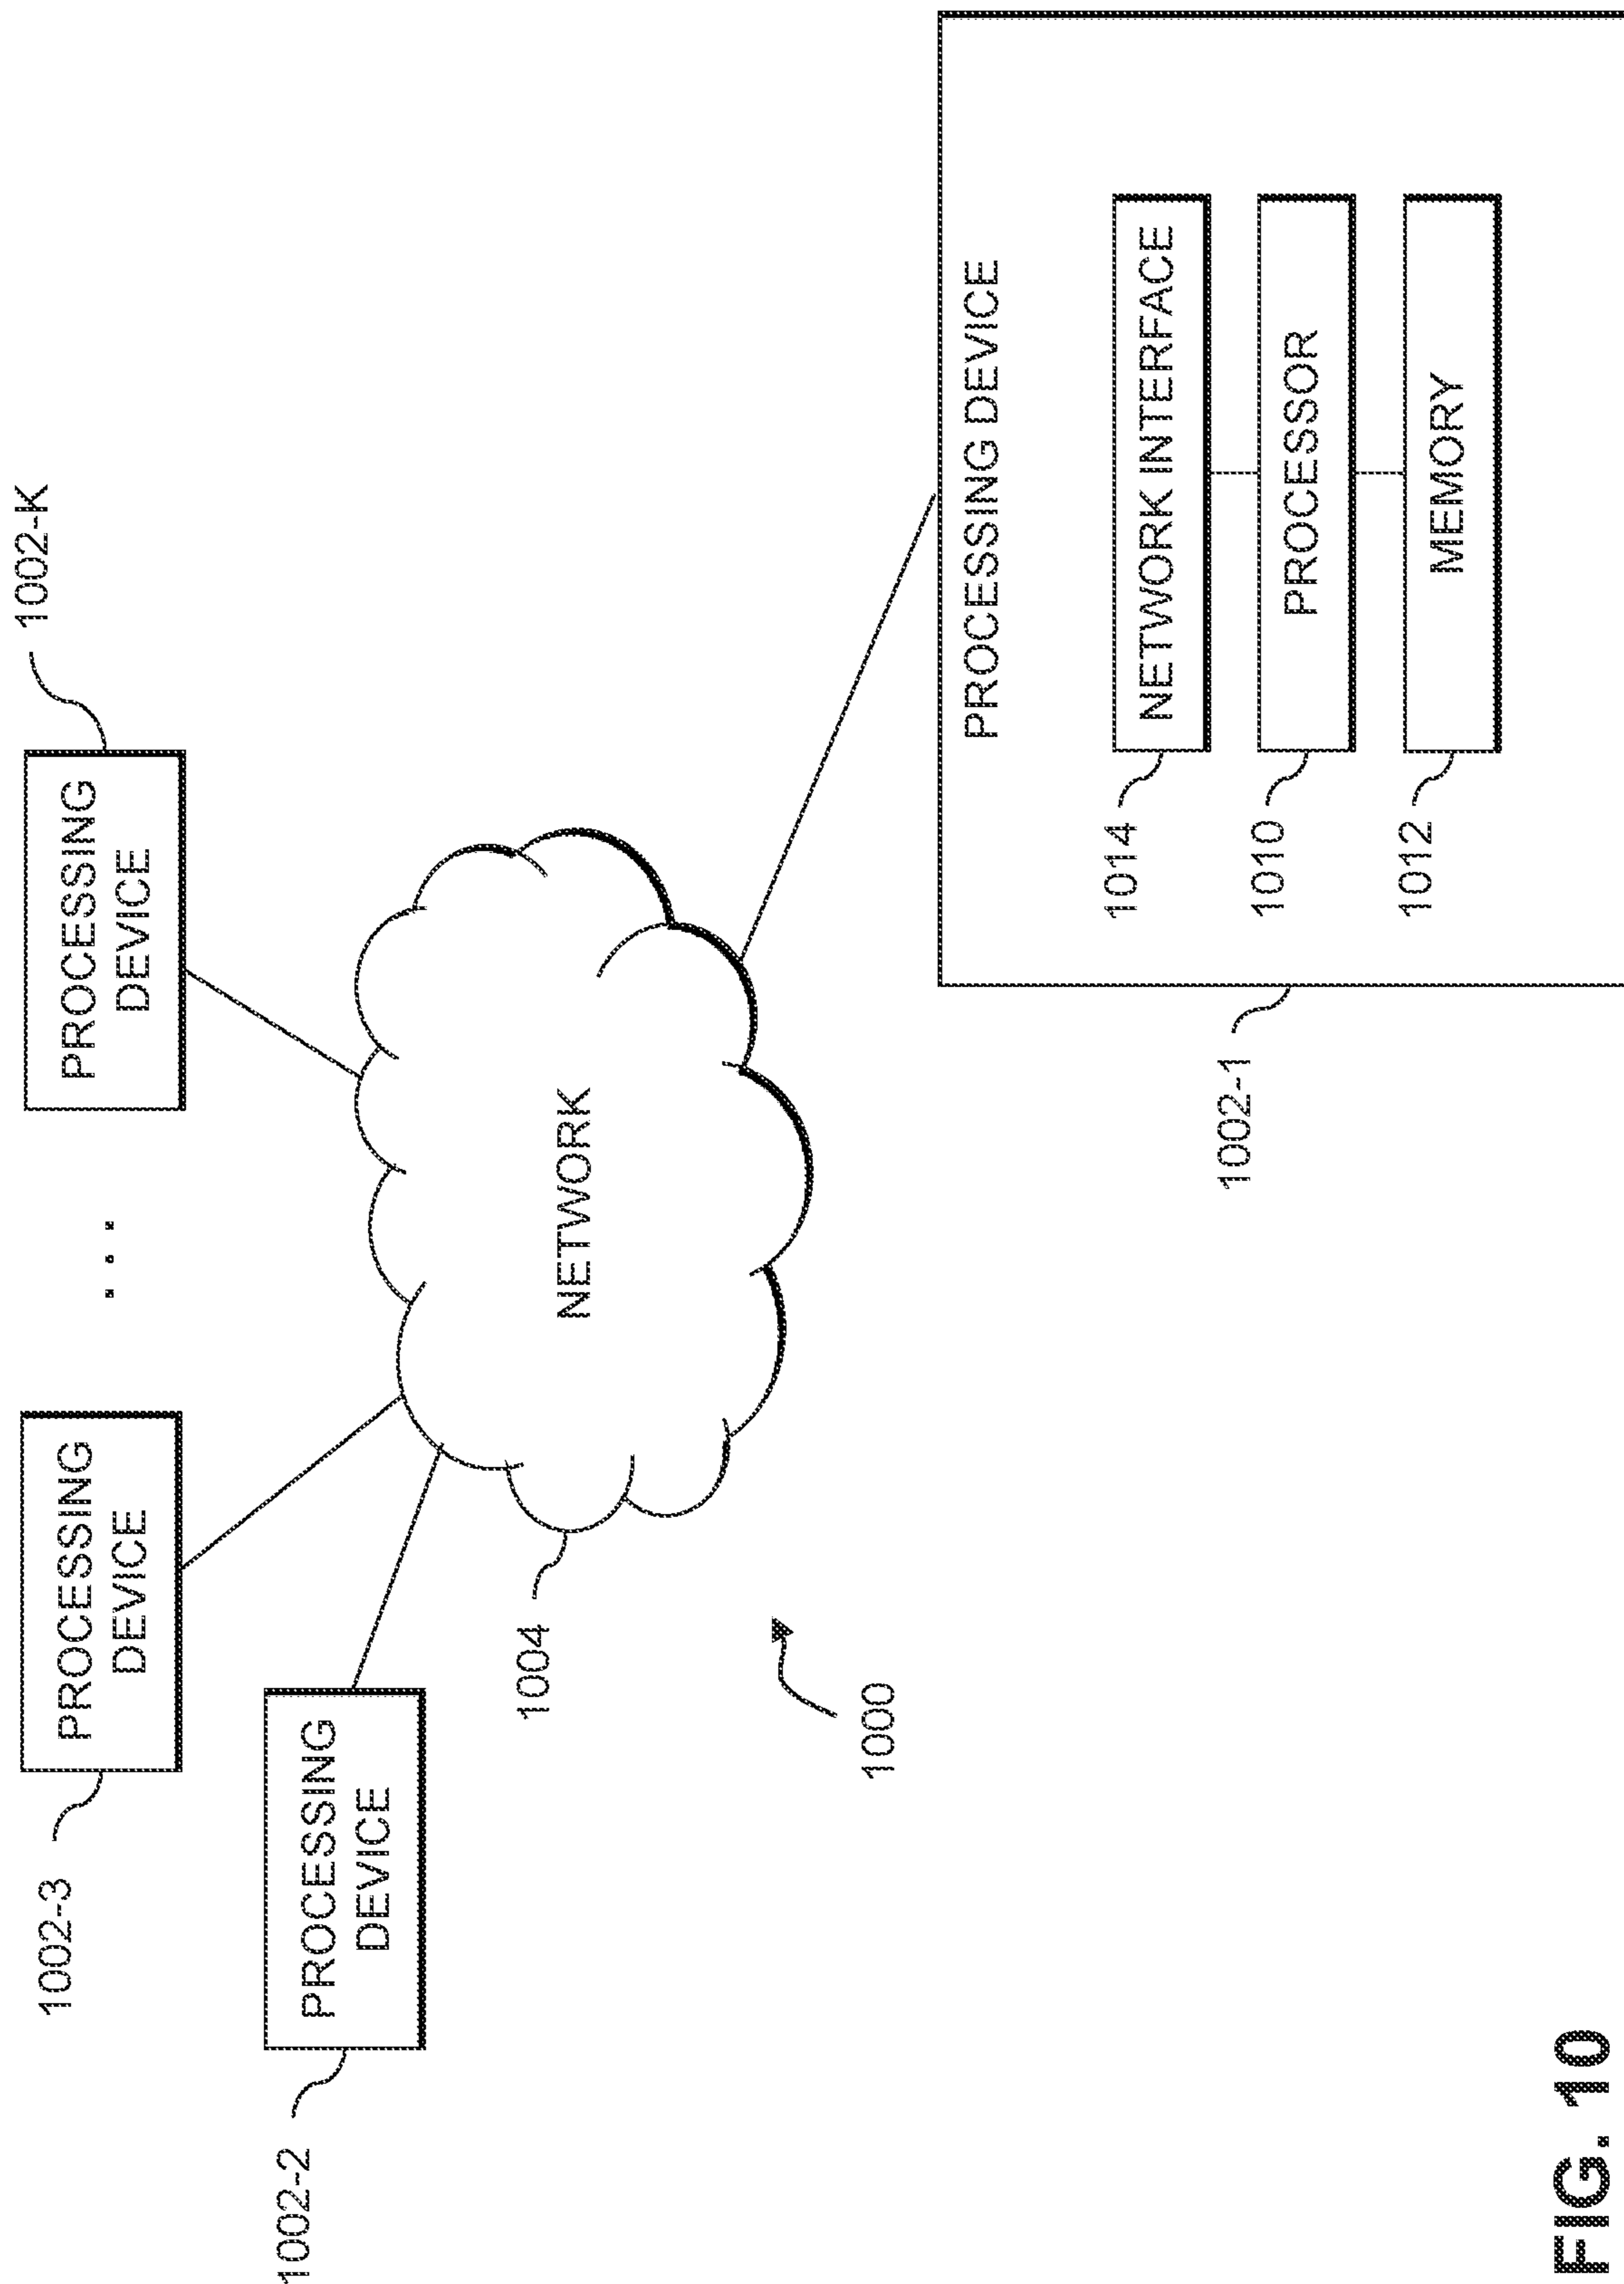 1002-2
PROCESSING
DEVICE
1002-3
PROCESSING
DEVICE
. . .
PROCESSING
DEVICE
1002-K
1004
NETWORK
1000
1002-1
PROCESSING DEVICE
1014
NETWORK INTERFACE
1010
PROCESSOR
1012
MEMORY
FIG. 10